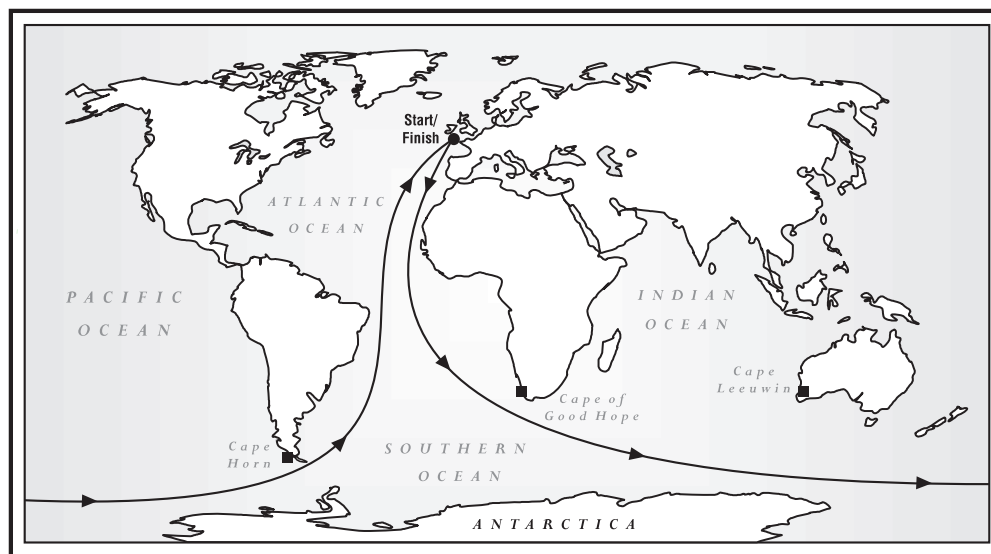 Start/
Finish
ATLANTIC
OCEAN
PACIFIC
OCEAN
INDIAN
OCEAN
Cape
Leeuwin
Cape of
Good Hope
Cape
Horn
SOUTHERN
OCEAN
ANTARCTICA